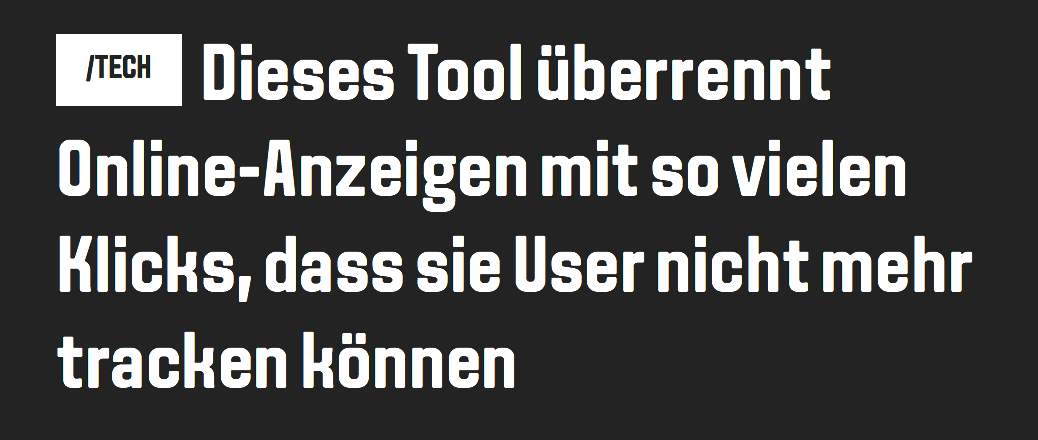 /TECH Dieses Tool überrennt
Online-Anzeigen mit so vielen
Klicks, dass sie User nicht mehr
tracken können